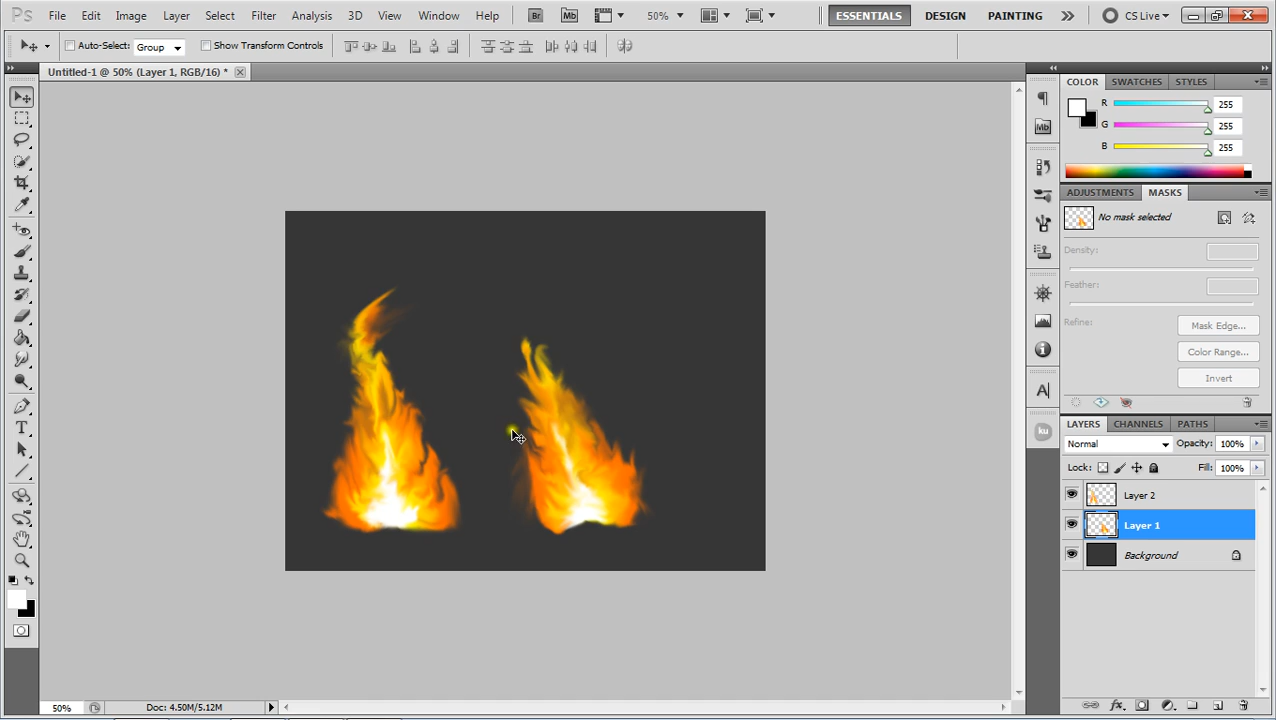 Ps File Edit Image Layer Select Filter Analysis 3D View Window Help Br Mb 50% ESSENTIALS DESIGN PAINTING CS Live
Auto-Select: Group Show Transform Controls
Untitled-1 @ 50% (Layer 1, RGB/16) *
COLOR SWATCHES STYLES
R 255
G 255
B 255
Mb
ADJUSTMENTS MASKS
No mask selected
Density:
Feather:
Refine: Mask Edge...
Color Range...
Invert
A
ku
T
LAYERS CHANNELS PATHS
Normal Opacity: 100%
Lock: Fill: 100%
Layer 2
Layer 1
Background
50% Doc: 4.50M/5.12M
fx